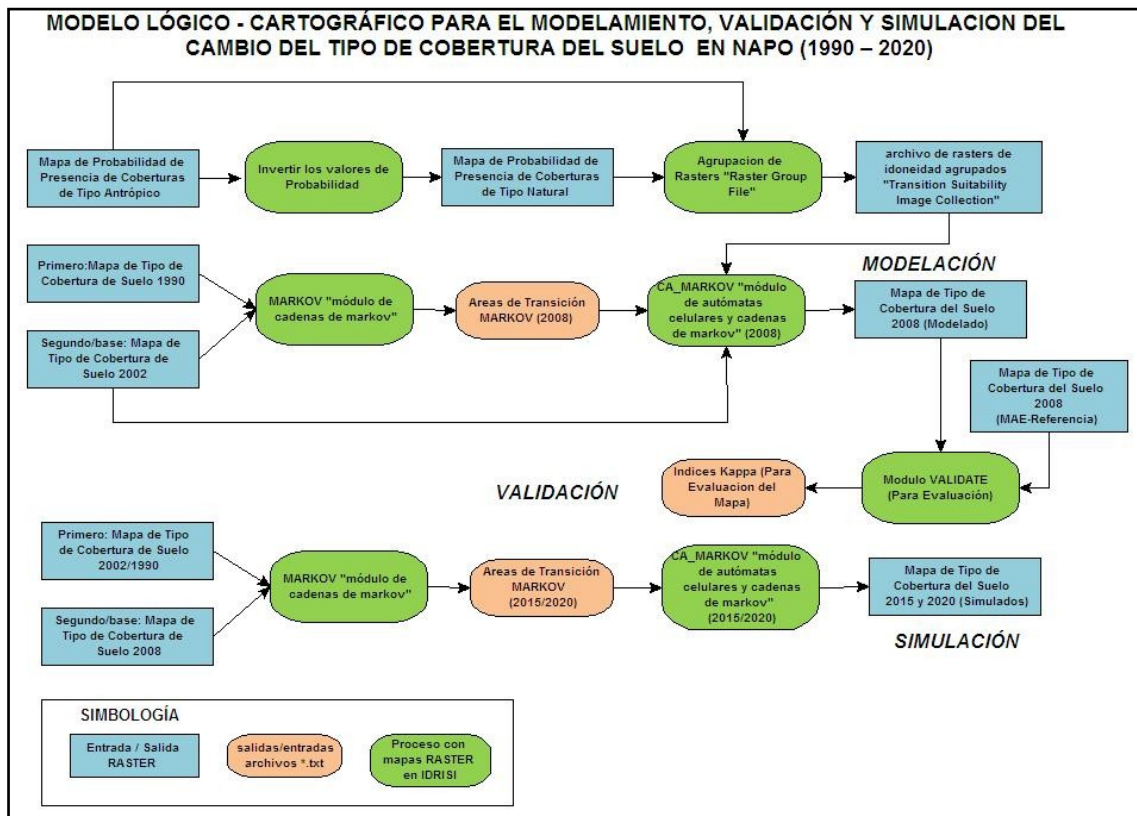 MODELO LÓGICO - CARTOGRÁFICO PARA EL MODELAMIENTO, VALIDACIÓN Y SIMULACION DEL
CAMBIO DEL TIPO DE COBERTURA DEL SUELO EN NAPO (1990 – 2020)
Mapa de Probabilidad de
Presencia de Coberturas
de Tipo Antrópico
Invertir los valores de
Probabilidad
Mapa de Probabilidad de
Presencia de Coberturas
de Tipo Natural
Agrupacion de
Rasters "Raster Group
File"
archivo de rasters de
idoneidad agrupados
"Transition Suitability
Image Collection"
Primero:Mapa de Tipo de
Cobertura de Suelo 1990
Segundo/base: Mapa de
Tipo de Cobertura de
Suelo 2002
MARKOV "módulo de
cadenas de markov"
Areas de Transición
MARKOV (2008)
CA_MARKOV "módulo
de autómatas
celulares y cadenas
de markov" (2008)
MODELACIÓN
Mapa de Tipo de
Cobertura del Suelo
2008 (Modelado)
Mapa de Tipo de
Cobertura del Suelo
2008
(MAE-Referencia)
VALIDACIÓN
Indices Kappa (Para
Evaluacion del
Mapa)
Modulo VALIDATE
(Para Evaluación)
Primero: Mapa de Tipo
de Cobertura de Suelo
2002/1990
Segundo/base: Mapa de
Tipo de Cobertura de
Suelo 2008
MARKOV "módulo de
cadenas de markov"
Areas de Transición
MARKOV
(2015/2020)
CA_MARKOV "módulo
de autómatas
celulares y cadenas
de markov"
(2015/2020)
Mapa de Tipo de
Cobertura del Suelo
2015 y 2020 (Simulados)
SIMULACIÓN
SIMBOLOGÍA
Entrada / Salida
RASTER
salidas/entradas
archivos *.txt
Proceso con
mapas RASTER
en IDRISI